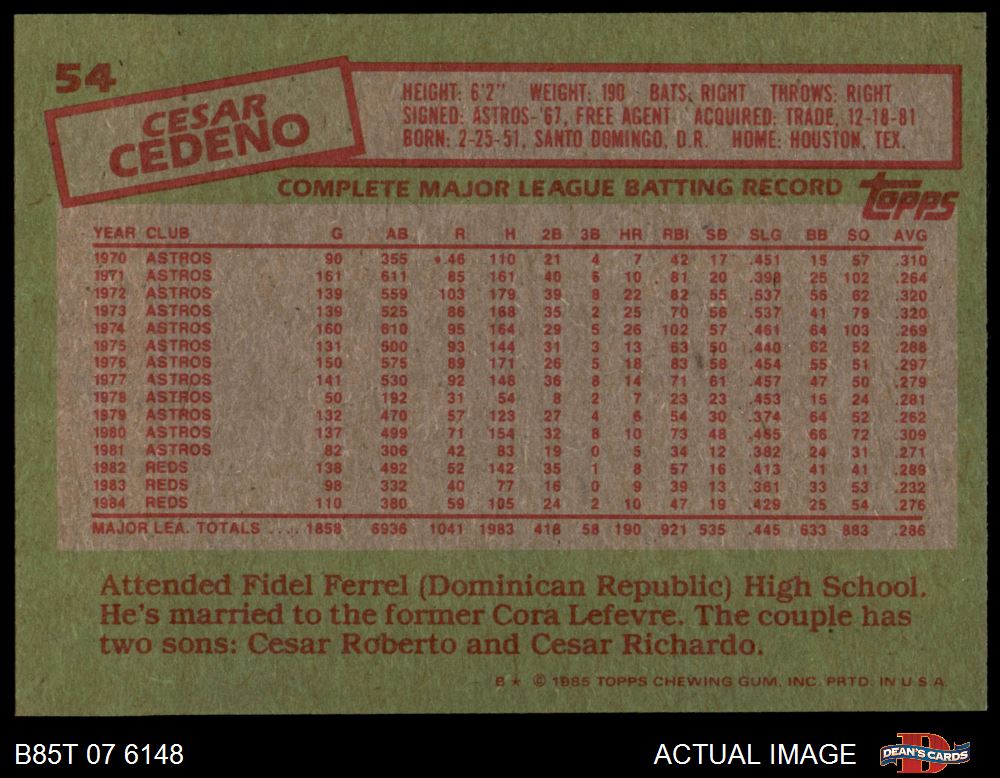 54
CESAR
CEDENO
HEIGHT: 6'2" WEIGHT: 190 BATS: RIGHT THROWS: RIGHT
SIGNED: ASTROS-'67, FREE AGENT ACQUIRED: TRADE, 12-18-81
BORN: 2-25-51, SANTO DOMINGO, D.R. HOME: HOUSTON, TEX.
COMPLETE MAJOR LEAGUE BATTING RECORD
topps
YEAR CLUB G AB R H 2B 3B HR RBI SB SLG BB SO AVG
1970 ASTROS 90 355 46 110 21 4 7 42 17 .451 15 57 .310
1971 ASTROS 161 611 85 161 40 6 10 81 20 .398 25 102 .264
1972 ASTROS 139 559 103 179 39 8 22 82 55 .537 56 62 .320
1973 ASTROS 139 525 86 168 35 2 25 70 56 .537 41 79 .320
1974 ASTROS 160 610 95 164 29 5 26 102 57 .461 64 103 .269
1975 ASTROS 131 500 93 144 31 3 13 63 50 .440 62 52 .288
1976 ASTROS 150 575 89 171 26 5 18 83 58 .454 55 51 .297
1977 ASTROS 141 530 92 148 36 8 14 71 61 .457 47 50 .279
1978 ASTROS 50 192 31 54 8 2 7 23 23 .453 15 24 .281
1979 ASTROS 132 470 57 123 27 4 6 54 30 .374 64 52 .262
1980 ASTROS 137 499 71 154 32 8 10 73 48 .465 66 72 .309
1981 ASTROS 82 306 42 83 19 0 5 34 12 .382 24 31 .271
1982 REDS 138 492 52 142 35 1 8 57 16 .413 41 41 .289
1983 REDS 98 332 40 77 16 0 9 39 13 .361 33 53 .232
1984 REDS 110 380 59 105 24 2 10 47 19 .429 25 54 .276
MAJOR LEA. TOTALS .... 1858 6936 1041 1983 418 58 190 921 535 .445 633 883 .286
Attended Fidel Ferrel (Dominican Republic) High School.
He's married to the former Cora Lefevre. The couple has
two sons: Cesar Roberto and Cesar Richardo.
B★ © 1985 TOPPS CHEWING GUM, INC. PRTD. IN U.S.A.
B85T 07 6148
ACTUAL IMAGE
D
DEAN'S CARDS